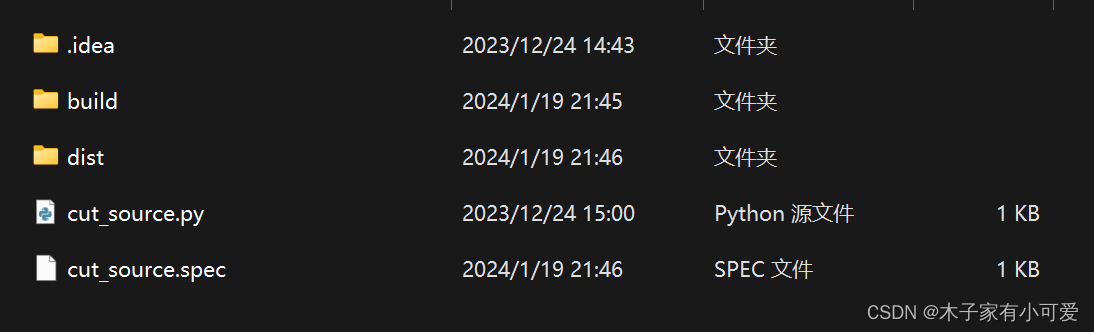 .idea 2023/12/24 14:43 文件夹
build 2024/1/19 21:45 文件夹
dist 2024/1/19 21:46 文件夹
cut_source.py 2023/12/24 15:00 Python 源文件 1 KB
cut_source.spec 2024/1/19 21:46 SPEC 文件 1 KB
CSDN @木子家有小可爱